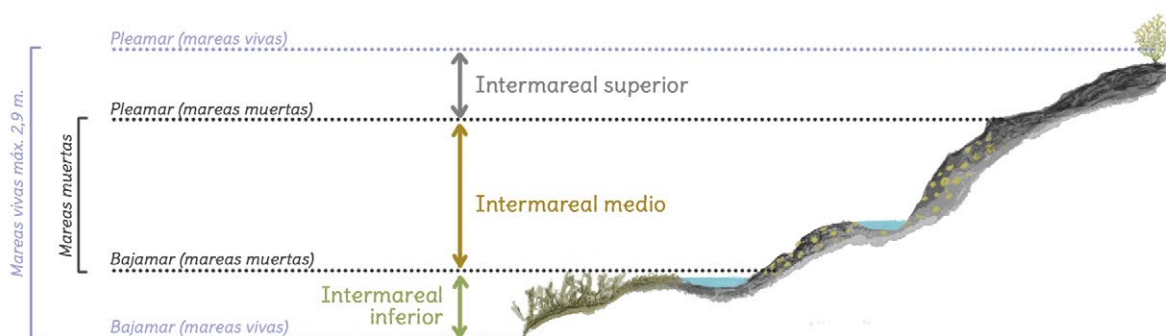 Pleamar (mareas vivas)
Intermareal superior
Pleamar (mareas muertas)
Mareas vivas máx. 2,9 m.
Mareas muertas
Intermareal medio
Bajamar (mareas muertas)
Intermareal
inferior
Bajamar (mareas vivas)